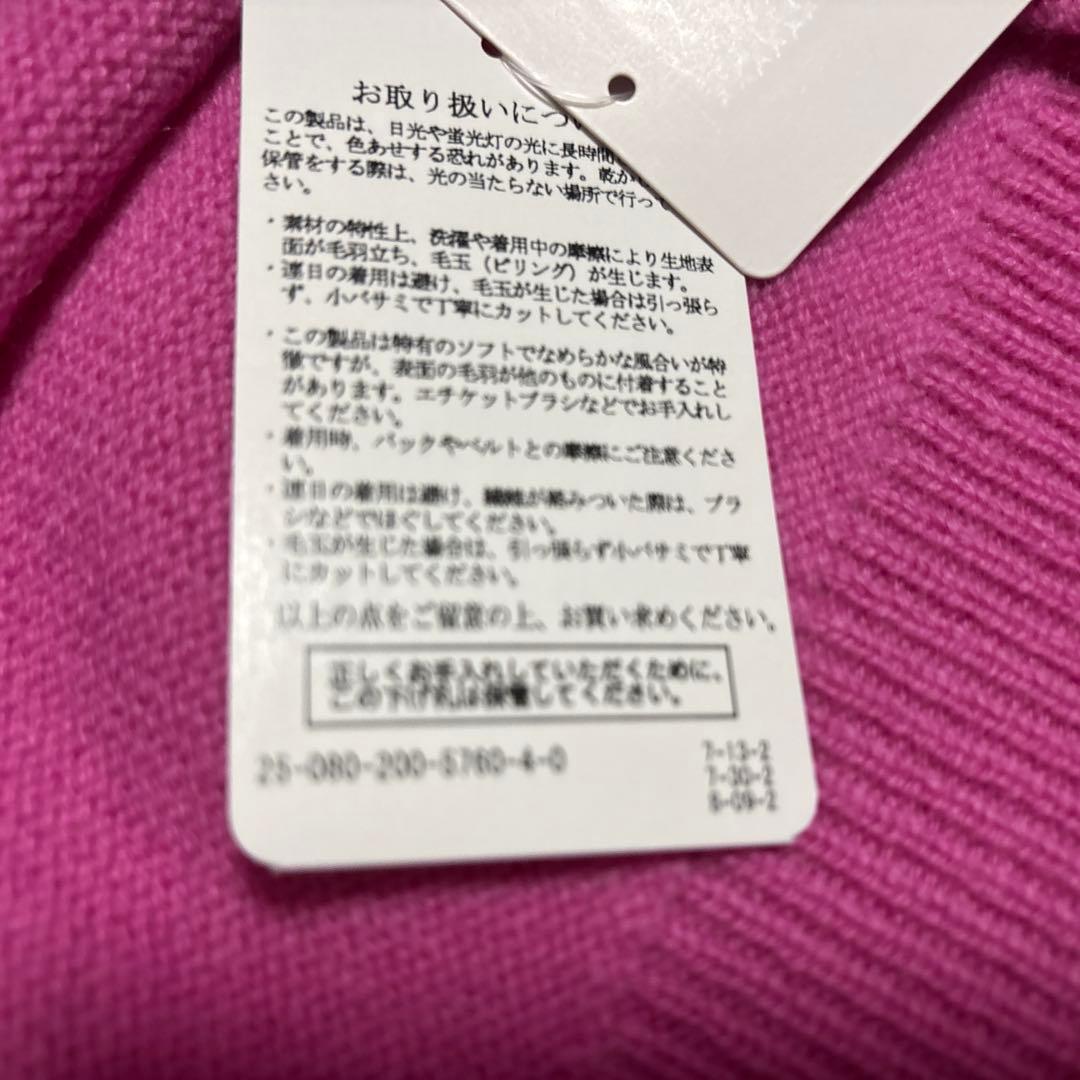 お取り扱いにつ
この製品は、日光や蛍光灯の光に長時間
ことで、色あせする恐れがあります。乾か
保管をする際は、光の当たらない場所で行って
さい。
・素材の特性上、洗濯や着用中の摩擦により生地表
面が毛羽立ち、毛玉（ピリング）が生じます。
・連日の着用は避け、毛玉が生じた場合は引っ張ら
ず、小バサミで丁寧にカットしてください。
・この製品は特有のソフトでなめらかな風合いが特
徴ですが、表面の毛羽が他のものに付着すること
があります。エチケットブラシなどでお手入れし
てください。
・着用時、バックやベルトとの摩擦にご注意くださ
い。
・連日の着用は避け、繊維が絡みついた際は、ブラ
シなどでほぐしてください。
・毛玉が生じた場合は、引っ張らず小バサミで丁寧
にカットしてください。
以上の点をご留意の上、お買い求めください。
正しくお手入れしていただくために、
この下げ札は保管してください。
25-080-200-5760-4-0
7-13-2
7-30-2
-09-2